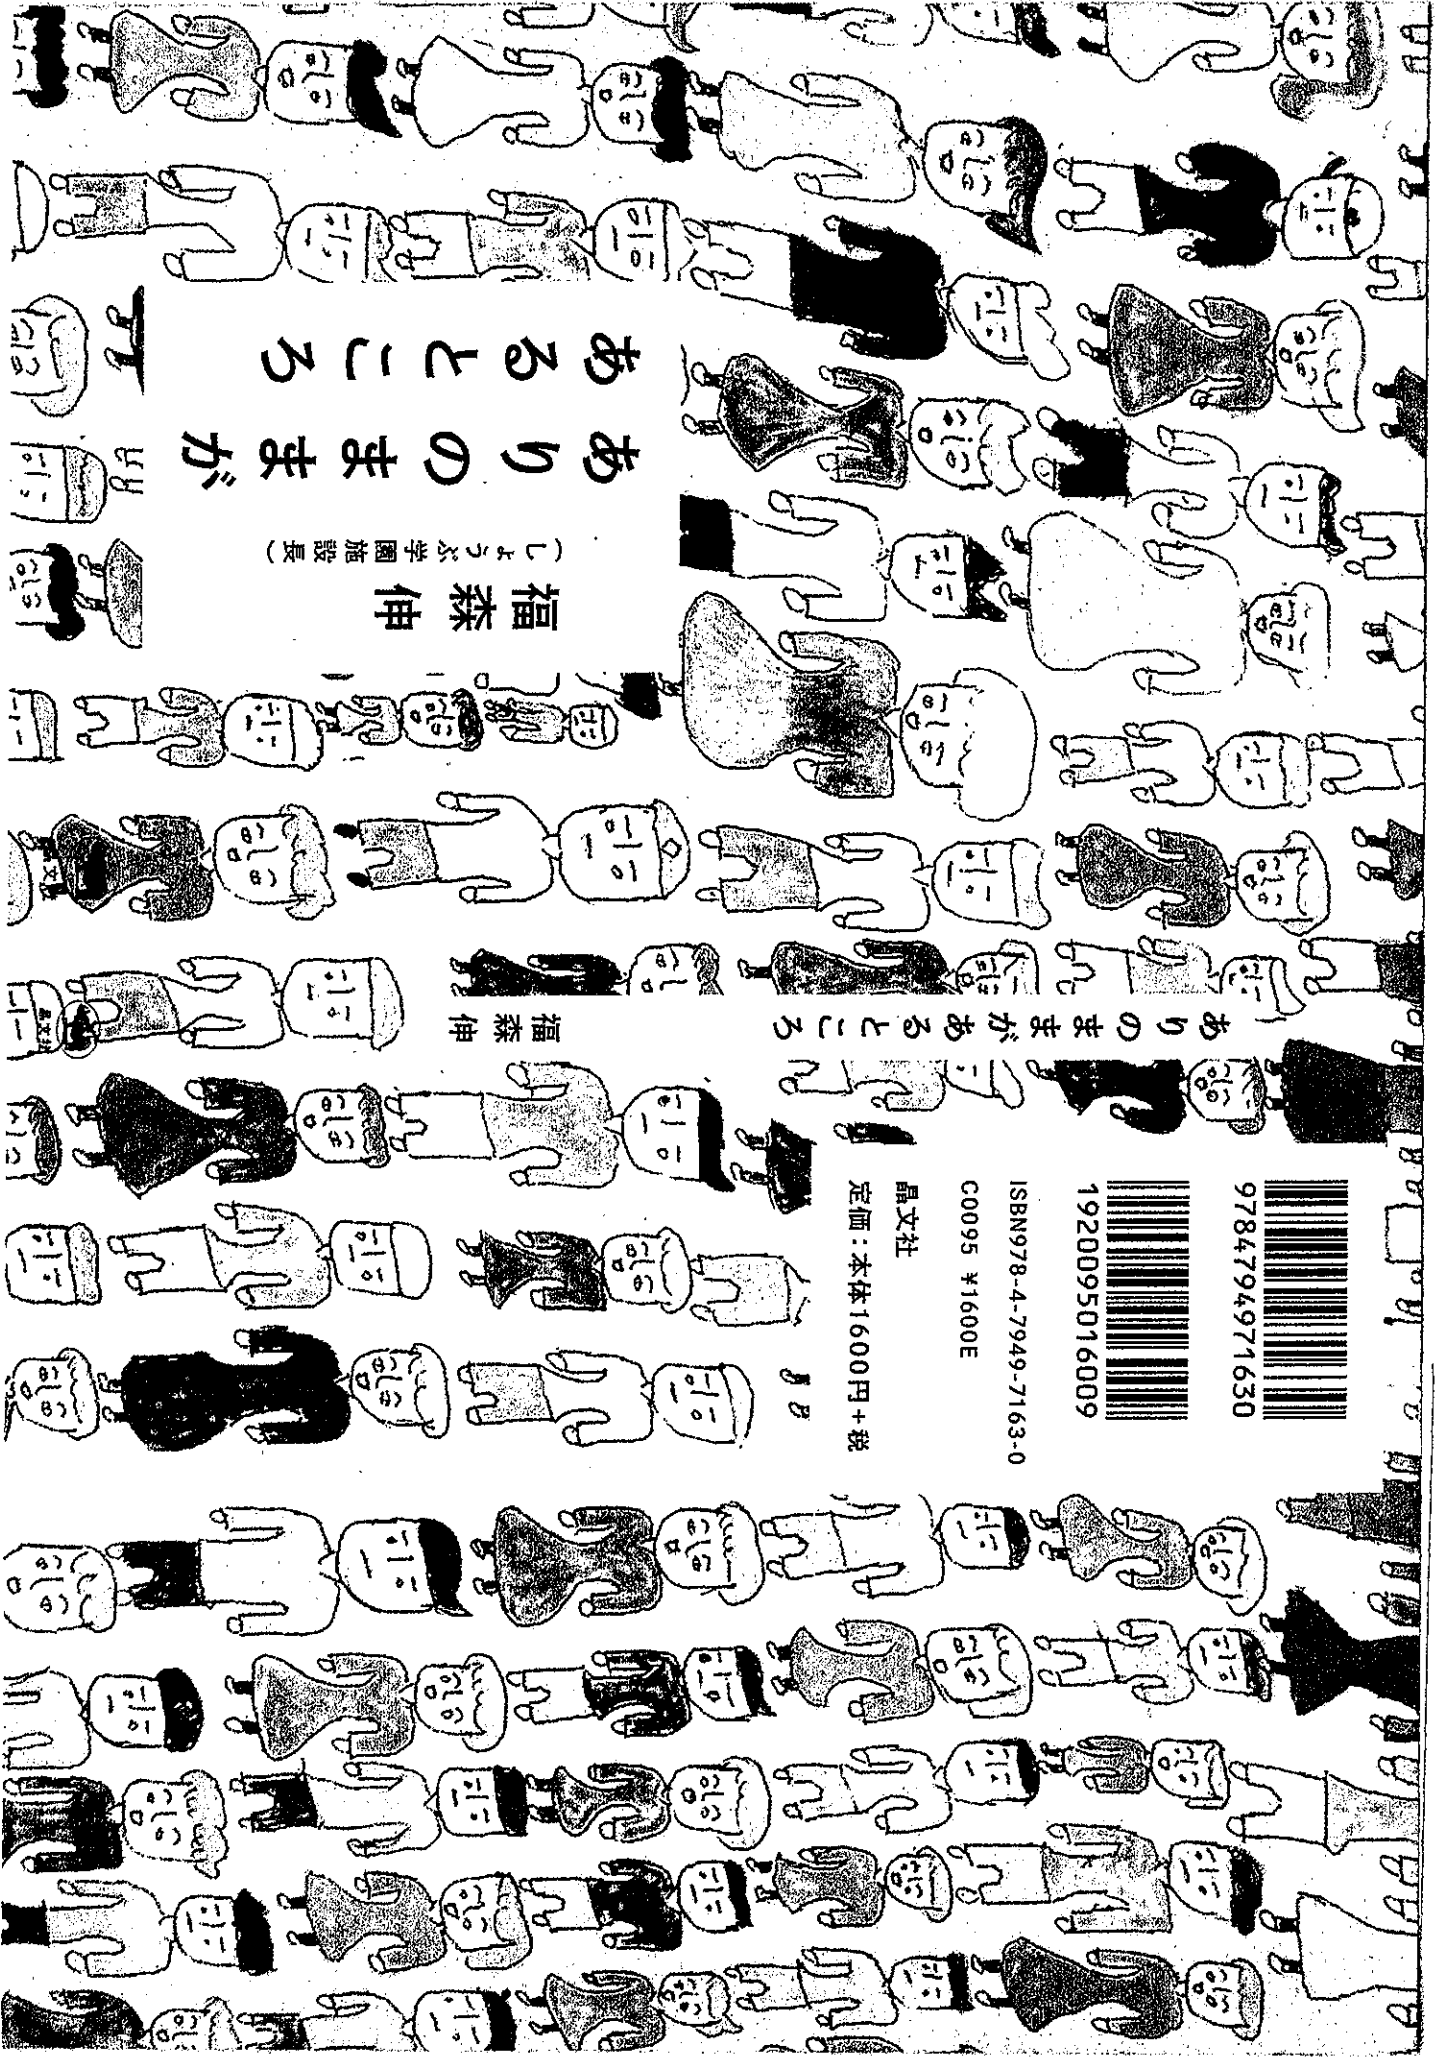 福森 伸
（しょうぶ学園施設長）
ありのままが
あるところ
晶文社
ありのままがあるところ
福森 伸
晶文社
9784794971630
1920095016009
ISBN978-4-7949-7163-0
C0095 ¥1600E
晶文社
定価：本体1600円+税